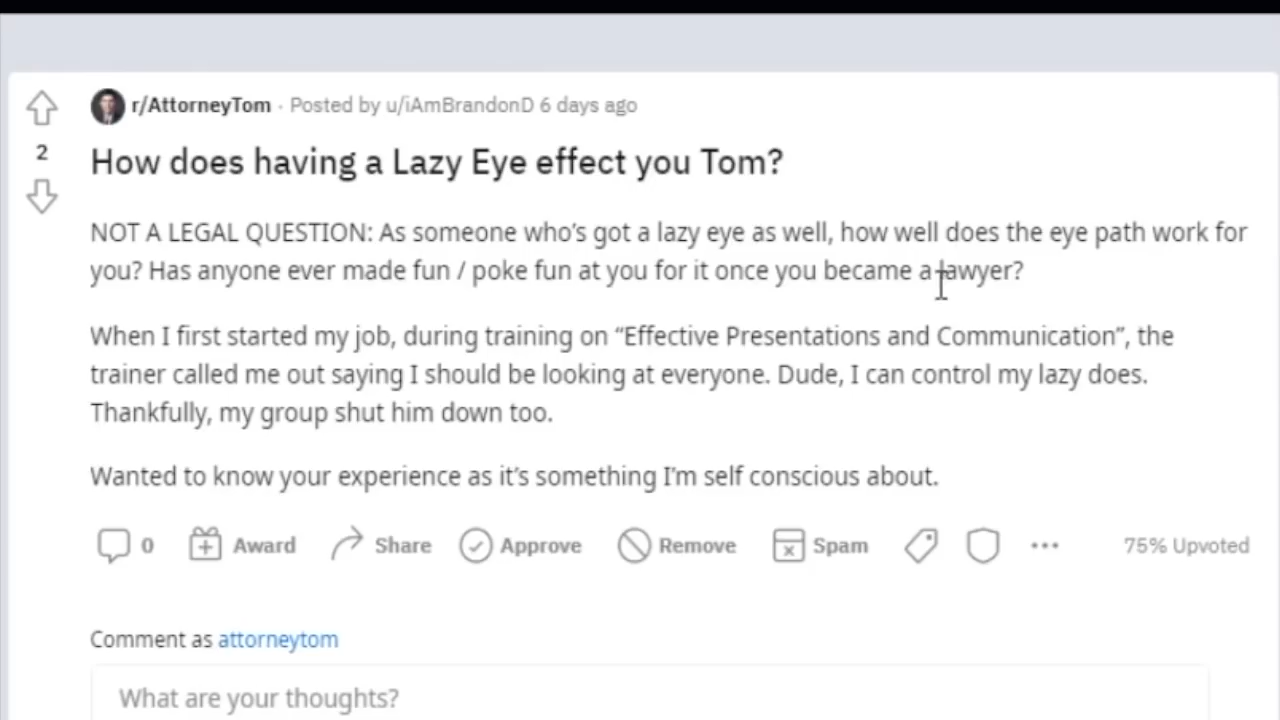 r/AttorneyTom · Posted by u/iAmBrandonD 6 days ago
2
How does having a Lazy Eye effect you Tom?
NOT A LEGAL QUESTION: As someone who's got a lazy eye as well, how well does the eye path work for
you? Has anyone ever made fun / poke fun at you for it once you became a lawyer?
When I first started my job, during training on “Effective Presentations and Communication”, the
trainer called me out saying I should be looking at everyone. Dude, I can control my lazy does.
Thankfully, my group shut him down too.
Wanted to know your experience as it's something I'm self conscious about.
0 Award Share Approve Remove Spam ··· 75% Upvoted
Comment as attorneytom
What are your thoughts?